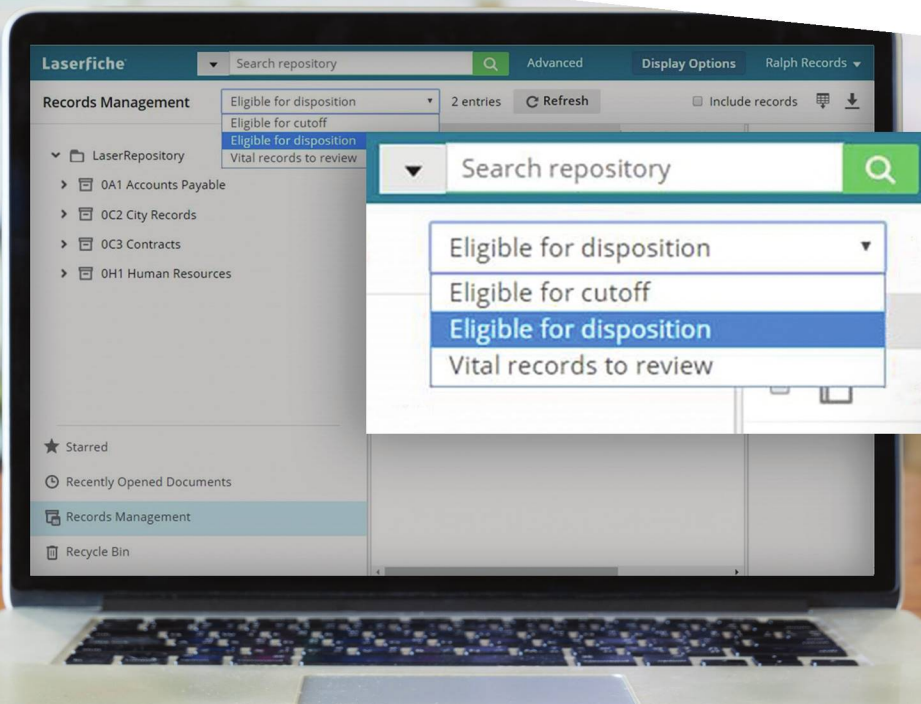 Laserfiche
Search repository
Advanced
Display Options
Ralph Records
Records Management
Eligible for disposition
2 entries
Refresh
Include records
Eligible for cutoff
Eligible for disposition
Vital records to review
LaserRepository
0A1 Accounts Payable
0C2 City Records
0C3 Contracts
0H1 Human Resources
Search repository
Eligible for disposition
Eligible for cutoff
Eligible for disposition
Vital records to review
Starred
Recently Opened Documents
Records Management
Recycle Bin